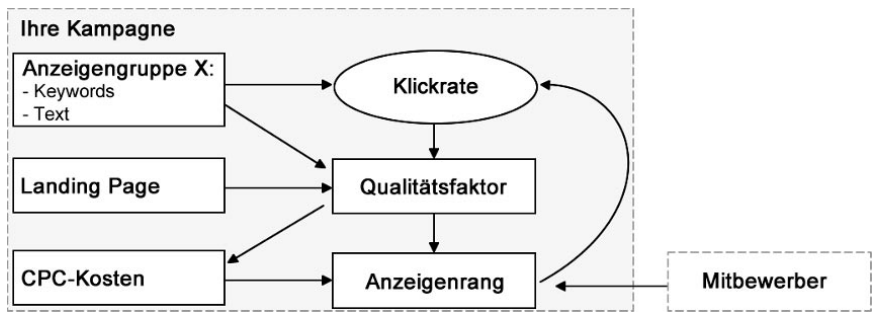 Ihre Kampagne
Anzeigengruppe X:
- Keywords
- Text
Klickrate
Landing Page
Qualitätsfaktor
CPC-Kosten
Anzeigenrang
Mitbewerber